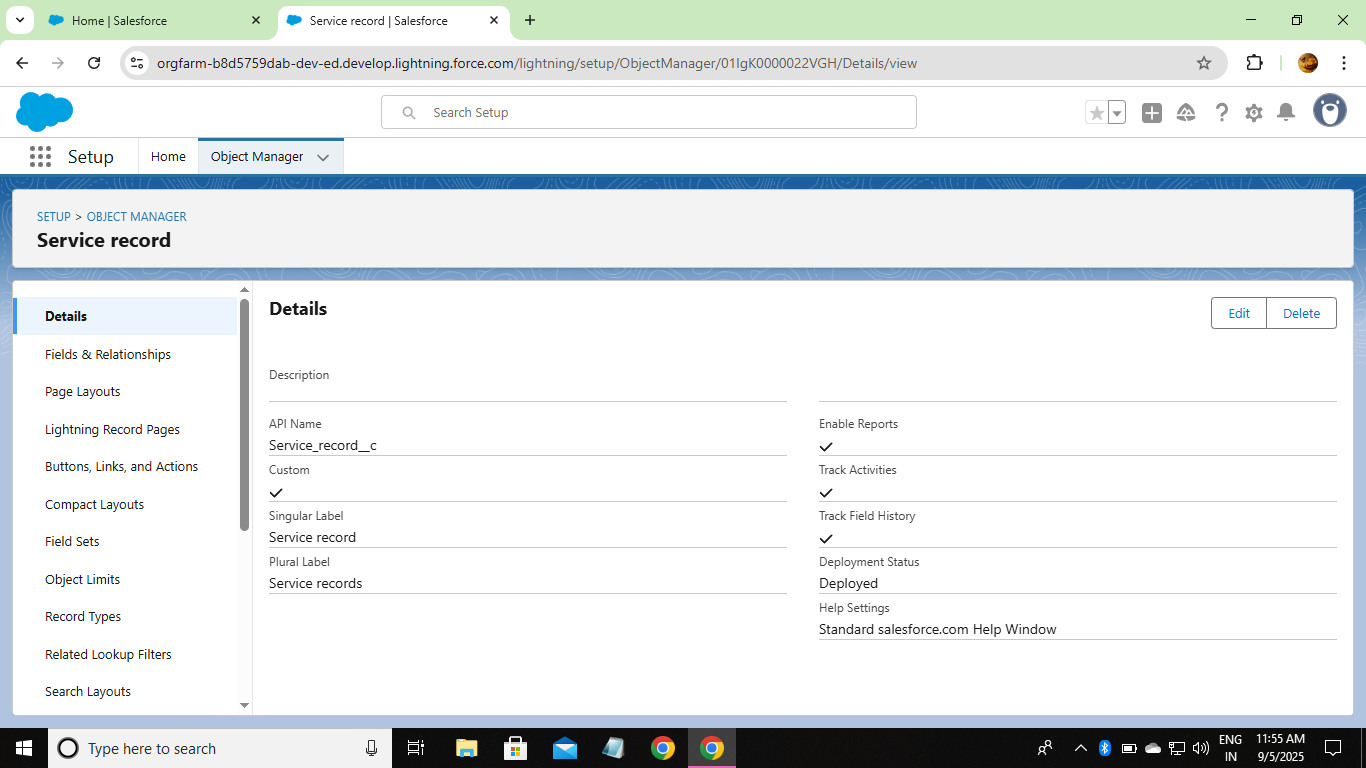 Home | Salesforce
Service record | Salesforce
orgfarm-b8d5759dab-dev-ed.develop.lightning.force.com/lightning/setup/ObjectManager/01IgK0000022VGH/Details/view
Search Setup
Setup
Home
Object Manager
SETUP > OBJECT MANAGER
Service record
Details
Fields & Relationships
Page Layouts
Lightning Record Pages
Buttons, Links, and Actions
Compact Layouts
Field Sets
Object Limits
Record Types
Related Lookup Filters
Search Layouts
Details
Edit
Delete
Description
API Name
Service_record__c
Custom
Singular Label
Service record
Plural Label
Service records
Enable Reports
Track Activities
Track Field History
Deployment Status
Deployed
Help Settings
Standard salesforce.com Help Window
Type here to search
ENG
IN
11:55 AM
9/5/2025